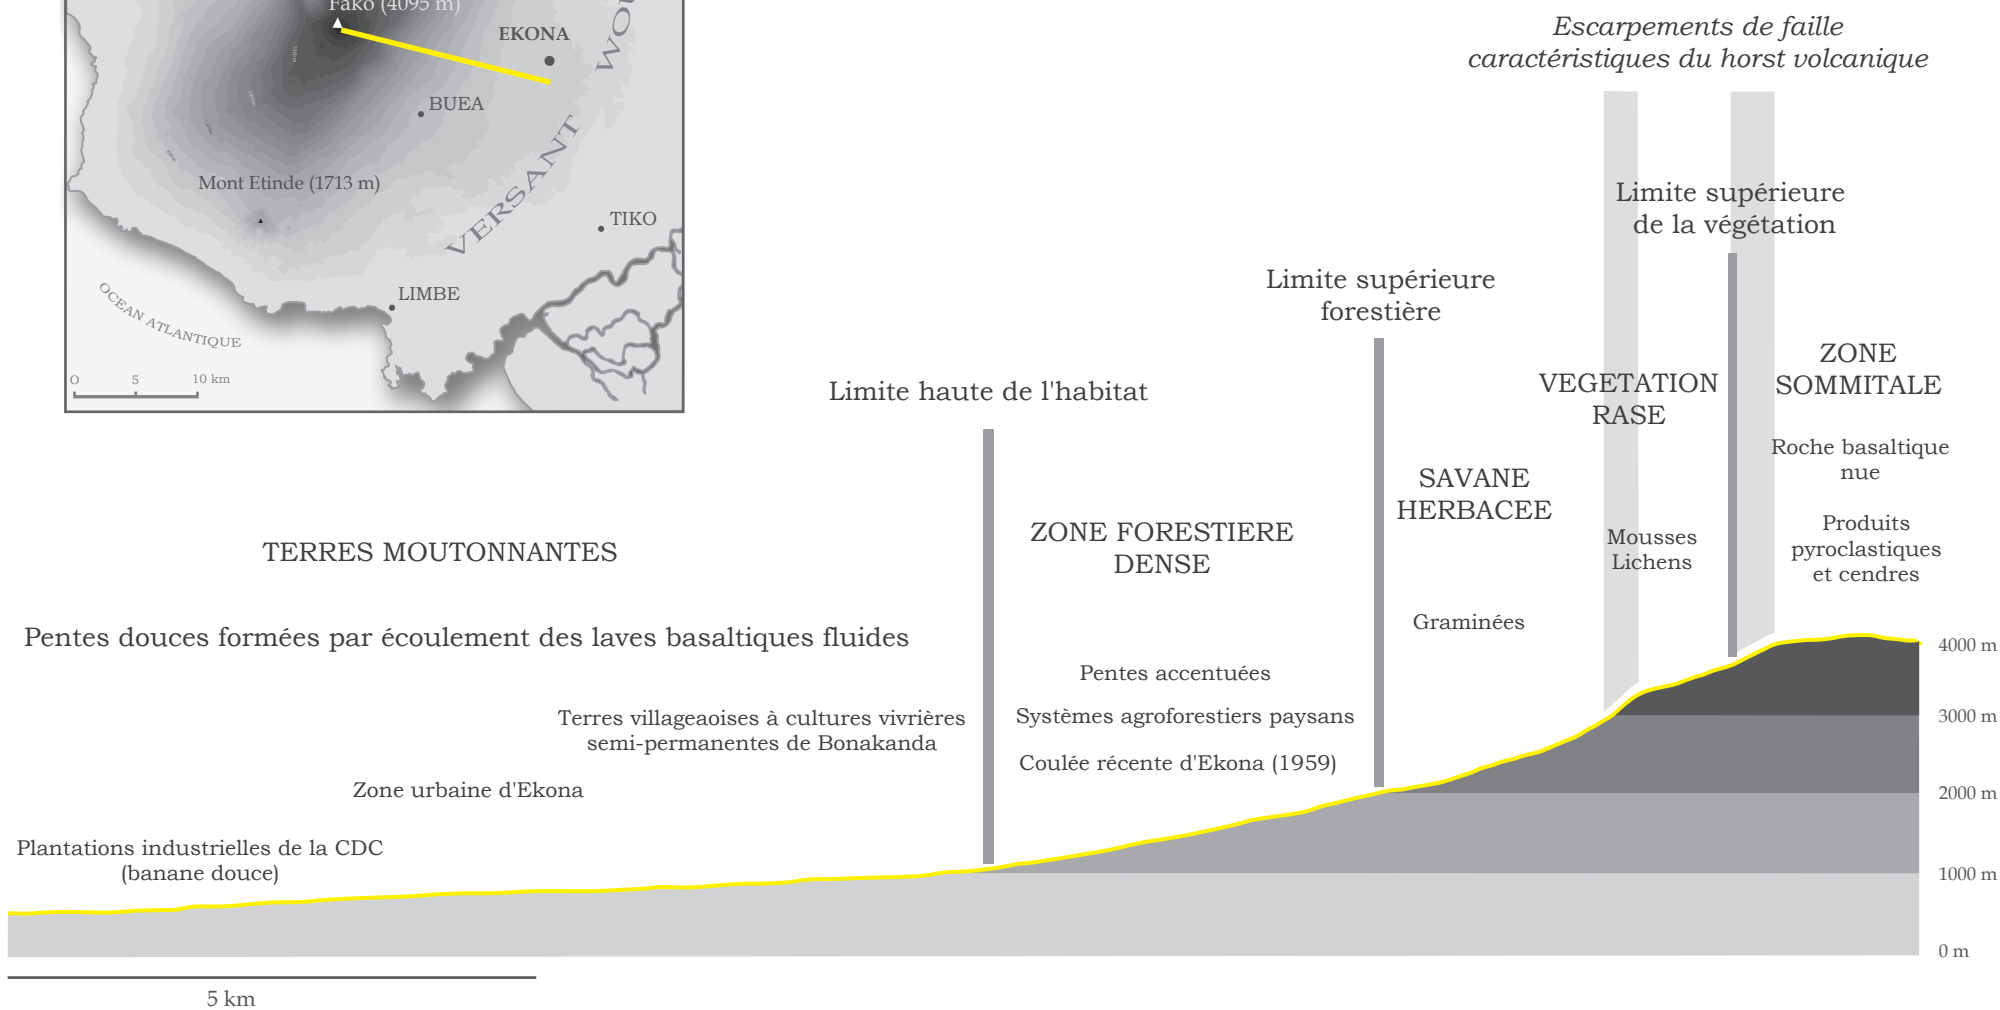 Fako (4095 m)
EKONA
BUEA
VERSANT
Mont Etinde (1713 m)
TIKO
LIMBE
OCEAN ATLANTIQUE
O 5 10 km
Escarpements de faille
caractéristiques du horst volcanique
Limite supérieure
de la végétation
Limite supérieure
forestière
Limite haute de l'habitat
ZONE
SOMMITALE
VEGETATION
RASE
Roche basaltique
nue
SAVANE
HERBACEE
Produits
pyroclastiques
et cendres
Mousses
Lichens
ZONE FORESTIERE
DENSE
TERRES MOUTONNANTES
Graminées
Pentes douces formées par écoulement des laves basaltiques fluides
Pentes accentuées
Terres villageaoises à cultures vivrières
semi-permanentes de Bonakanda
Systèmes agroforestiers paysans
Coulée récente d'Ekona (1959)
Zone urbaine d'Ekona
Plantations industrielles de la CDC
(banane douce)
4000 m
3000 m
2000 m
1000 m
0 m
5 km